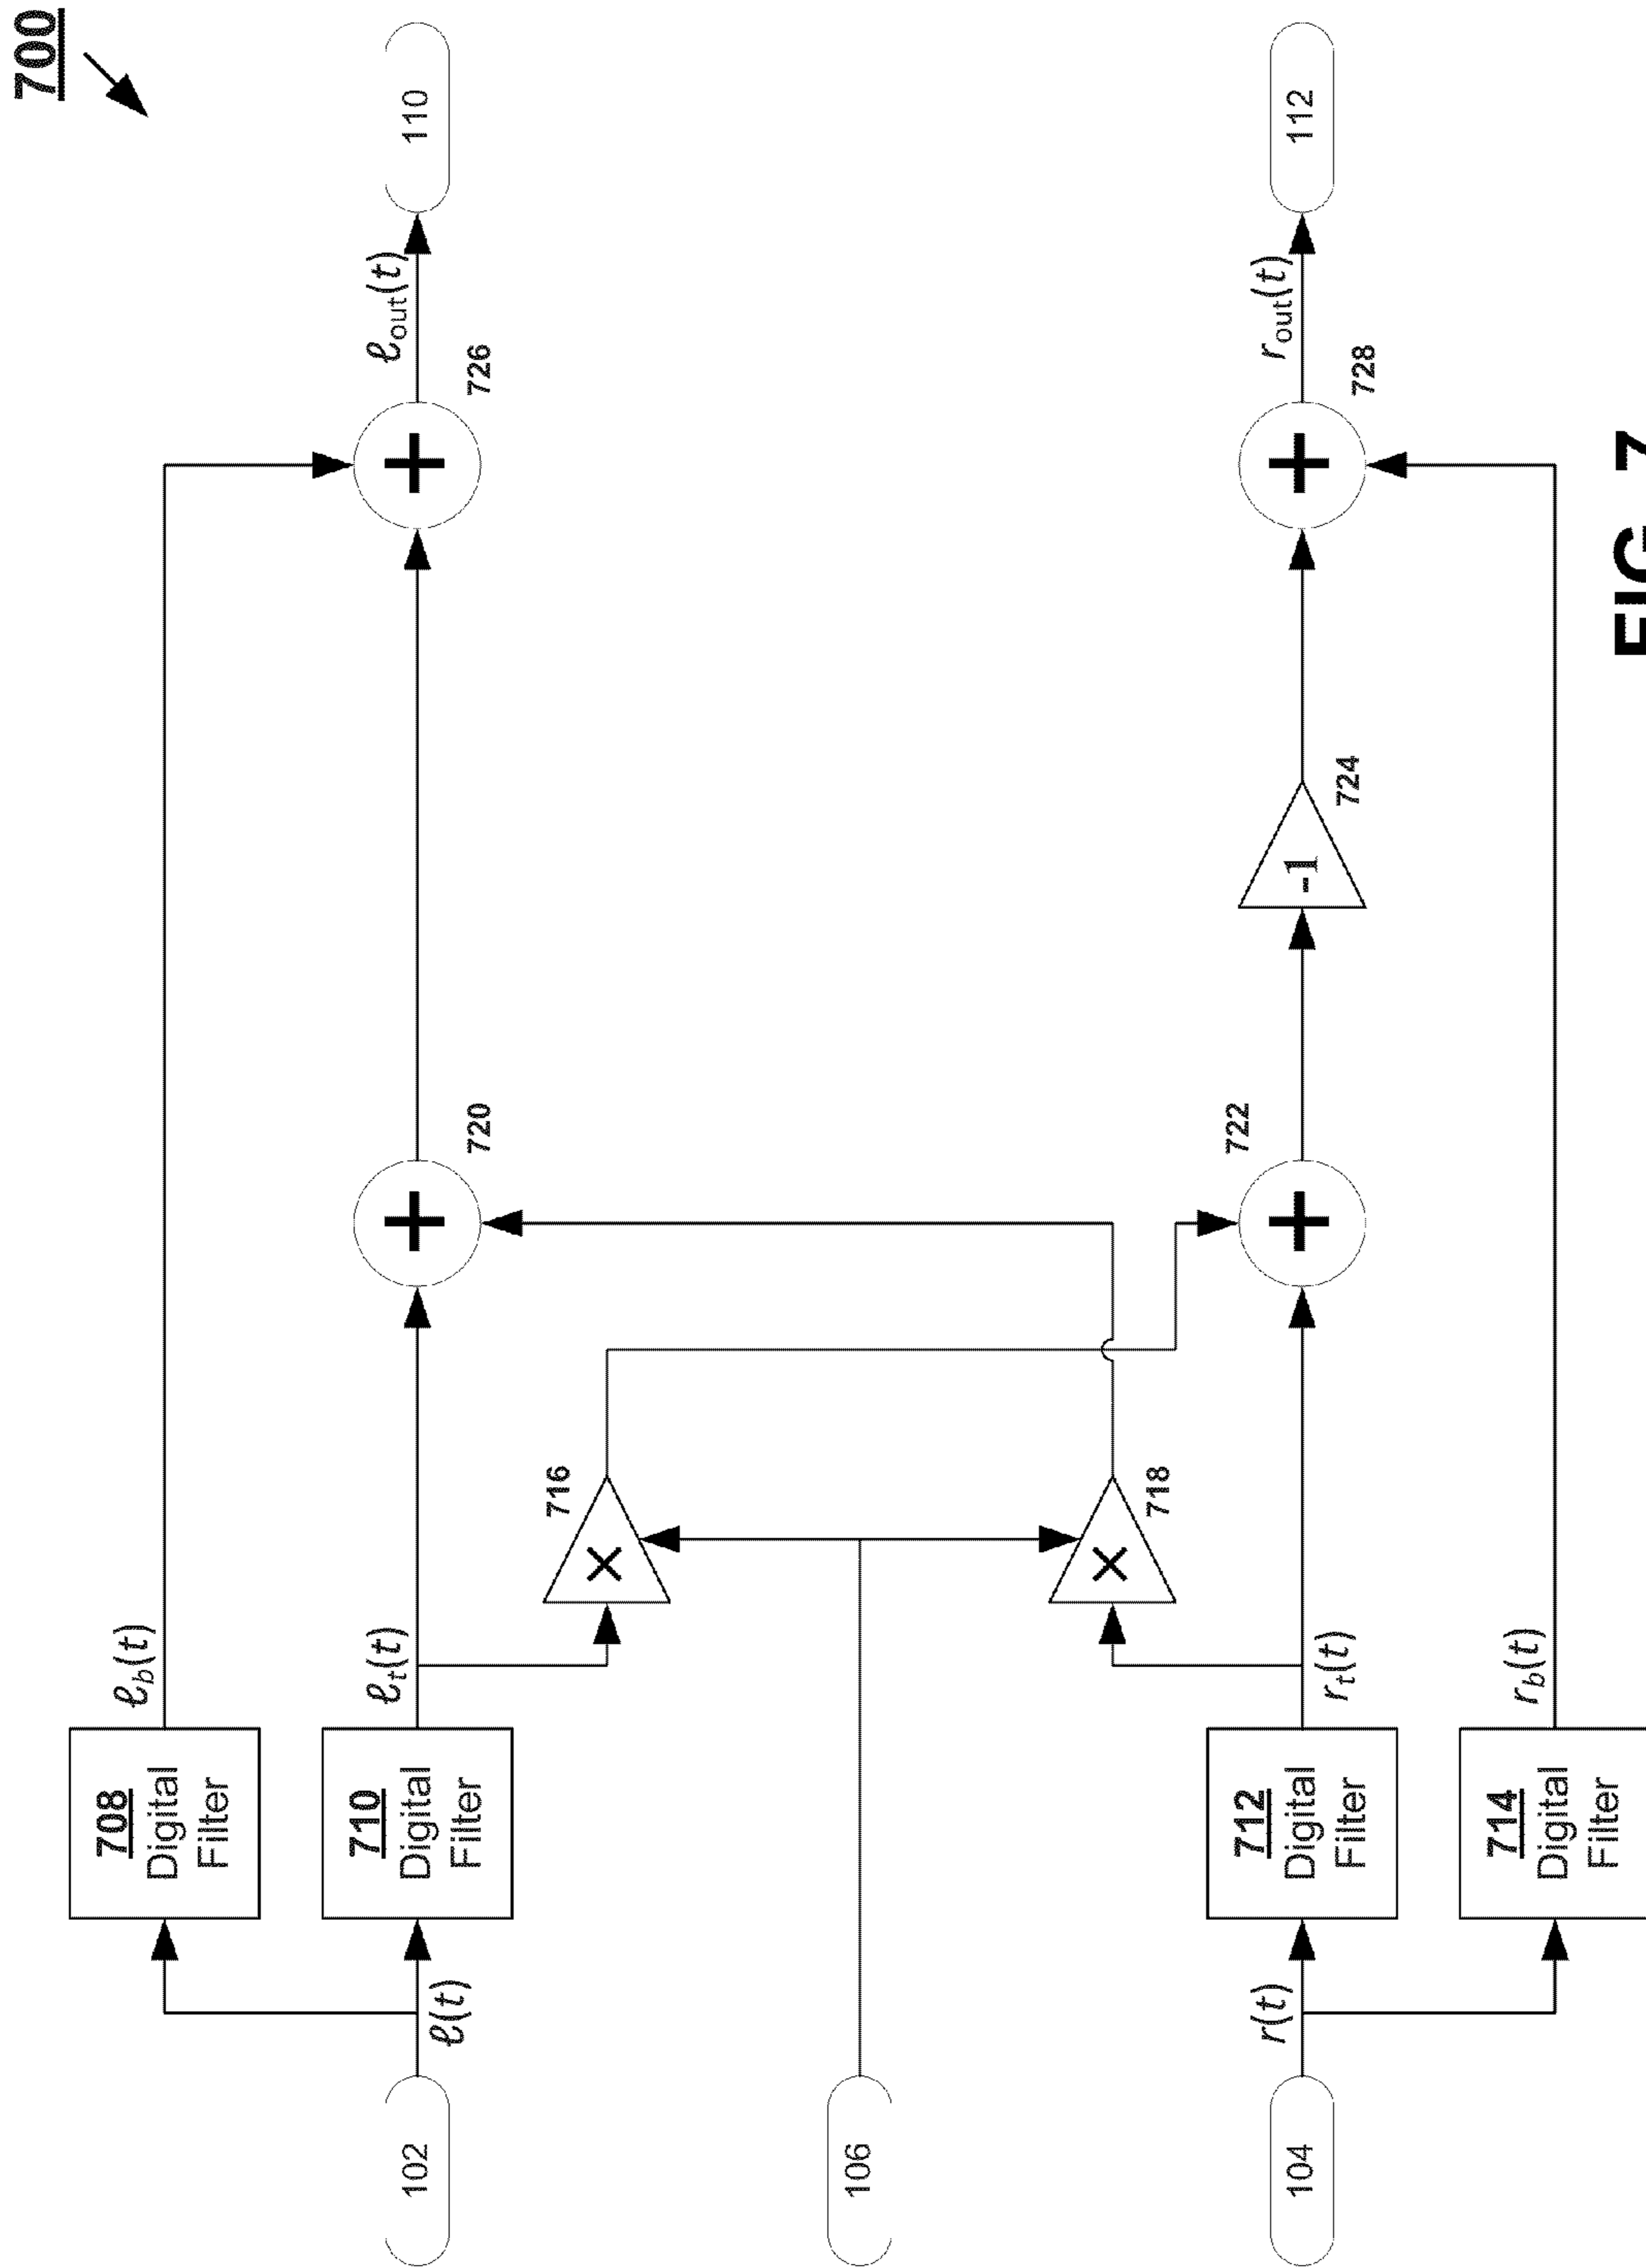 700
102
ℓ(t)
708
Digital
Filter
ℓb(t)
710
Digital
Filter
ℓt(t)
716
×
720
+
726
+
ℓout(t)
110
106
718
×
104
r(t)
712
Digital
Filter
rt(t)
722
+
724
-1
728
+
rout(t)
112
714
Digital
Filter
rb(t)
FIG. 7